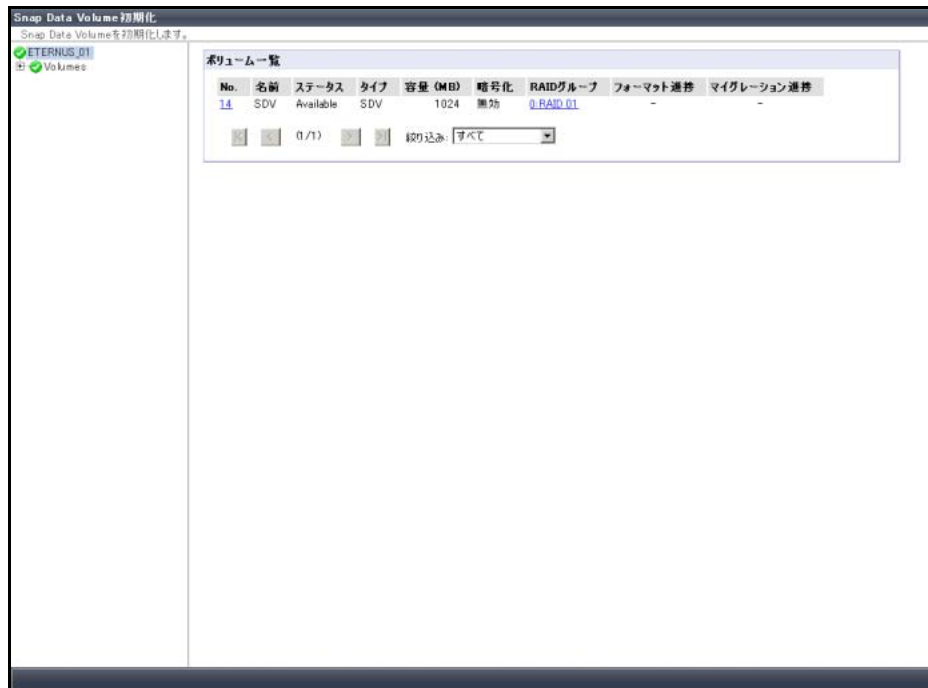 Snap Data Volume初期化
Snap Data Volumeを初期化します。
ETERNUS_01
Volumes
ボリューム一覧
No. 名前 ステータス タイプ 容量 (MB) 暗号化 RAIDグループ フォーマット進捗 マイグレーション進捗
14 SDV Available SDV 1024 無効 0:RAID_01 - -
(1/1) 絞り込み: すべて